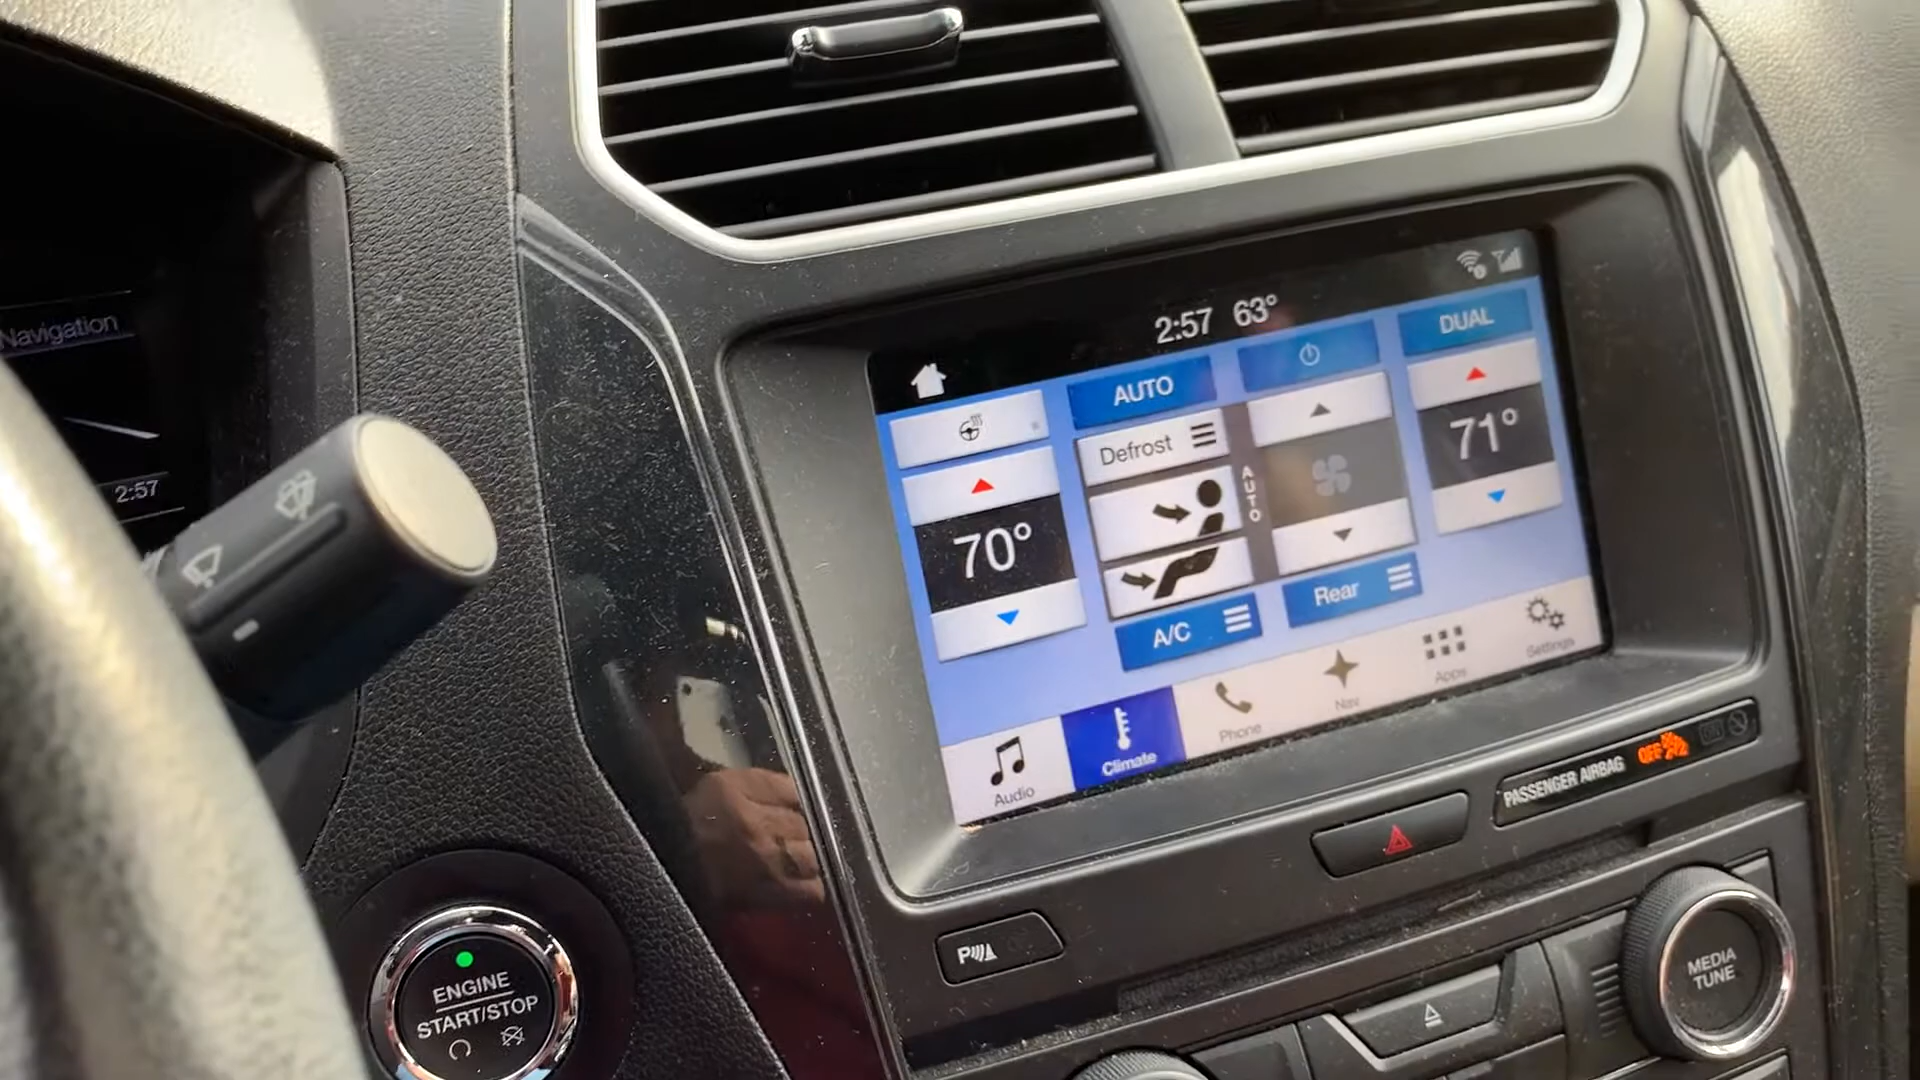 Navigation
2:57
2:57 63°
AUTO
DUAL
Defrost
70°
AUTO
71°
A/C
Rear
Audio
Climate
Phone
Nav
Apps
Settings
PASSENGER AIRBAG OFF
ENGINE
START/STOP
P
MEDIA
TUNE